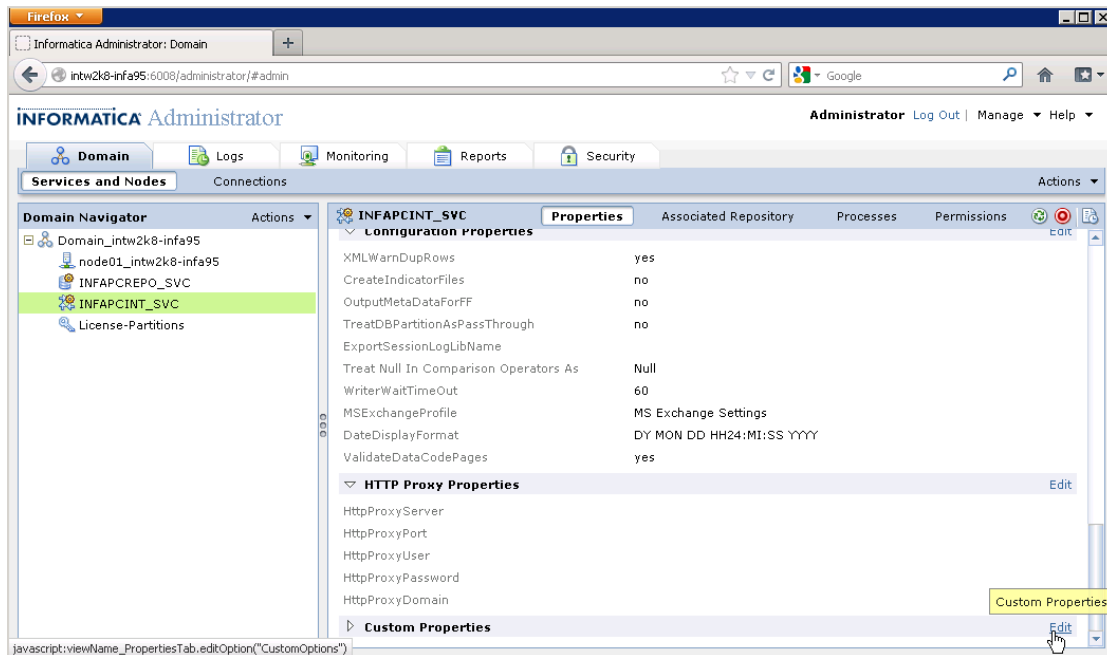 Firefox
Informatica Administrator: Domain
intw2k8-infa95:6008/administrator/#admin Google
INFORMATICA Administrator Administrator Log Out | Manage Help
Domain Logs Monitoring Reports Security
Services and Nodes Connections Actions
Domain Navigator Actions
Domain_intw2k8-infa95
node01_intw2k8-infa95
INFAPCREPO_SVC
INFAPCINT_SVC
License-Partitions
INFAPCINT_SVC Properties Associated Repository Processes Permissions
Configuration Properties Edit
XMLWarnDupRows yes
CreateIndicatorFiles no
OutputMetaDataForFF no
TreatDBPartitionAsPassThrough no
ExportSessionLogLibName
Treat Null In Comparison Operators As Null
WriterWaitTimeOut 60
MSExchangeProfile MS Exchange Settings
DateDisplayFormat DY MON DD HH24:MI:SS YYYY
ValidateDataCodePages yes
HTTP Proxy Properties Edit
HttpProxyServer
HttpProxyPort
HttpProxyUser
HttpProxyPassword
HttpProxyDomain
Custom Properties
Custom Properties Edit
javascript:viewName_PropertiesTab.editOption("CustomOptions")